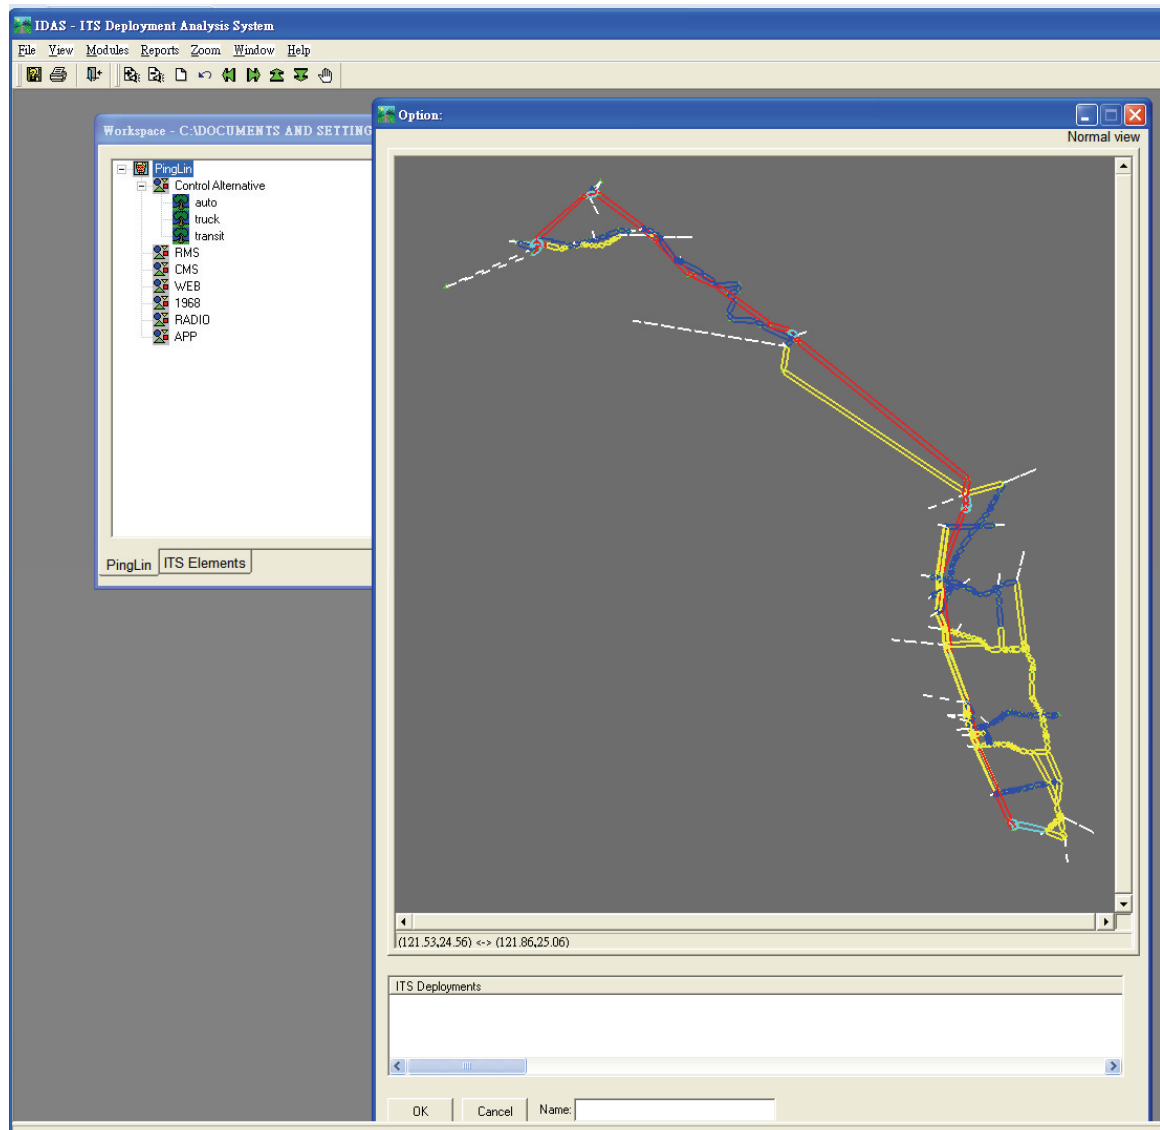 IDAS - ITS Deployment Analysis System
File View Modules Reports Zoom Window Help
Workspace - C:\DOCUMENTS AND SETTING
Option:
Normal view
PingLin
Control Alternative
auto
truck
transit
RMS
CMS
WEB
1968
RADIO
APP
PingLin ITS Elements
(121.53,24.56) <-> (121.86,25.06)
ITS Deployments
OK Cancel Name: